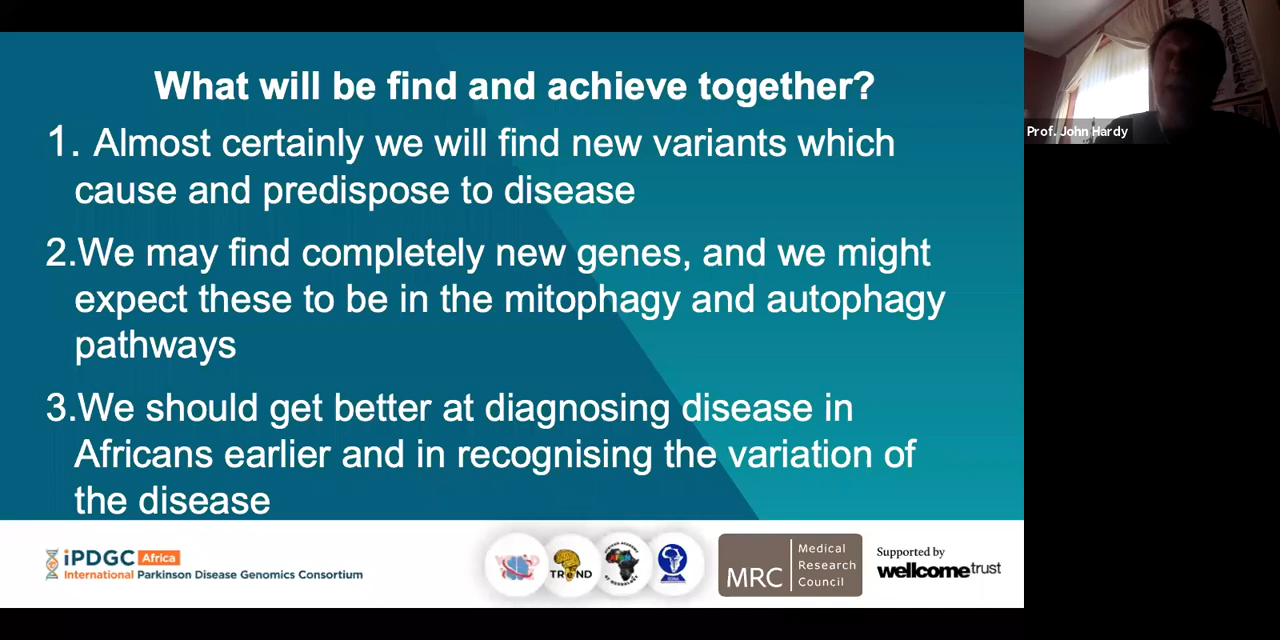 What will be find and achieve together?
1. Almost certainly we will find new variants which
cause and predispose to disease
2.We may find completely new genes, and we might
expect these to be in the mitophagy and autophagy
pathways
3.We should get better at diagnosing disease in
Africans earlier and in recognising the variation of
the disease
Prof. John Hardy
iPDGC Africa
International Parkinson Disease Genomics Consortium
TREND
MRC
Medical
Research
Council
Supported by
wellcometrust